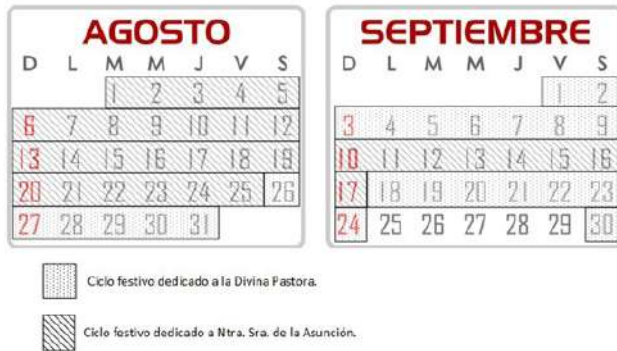 AGOSTO
D L M M J V S
1 2 3 4 5
6 7 8 9 10 11 12
13 14 15 16 17 18 19
20 21 22 23 24 25 26
27 28 29 30 31
SEPTIEMBRE
D L M M J V S
1 2
3 4 5 6 7 8 9
10 11 12 13 14 15 16
17 18 19 20 21 22 23
24 25 26 27 28 29 30
Ciclo festivo dedicado a la Divina Pastora.
Ciclo festivo dedicado a Ntra. Sra. de la Asunción.